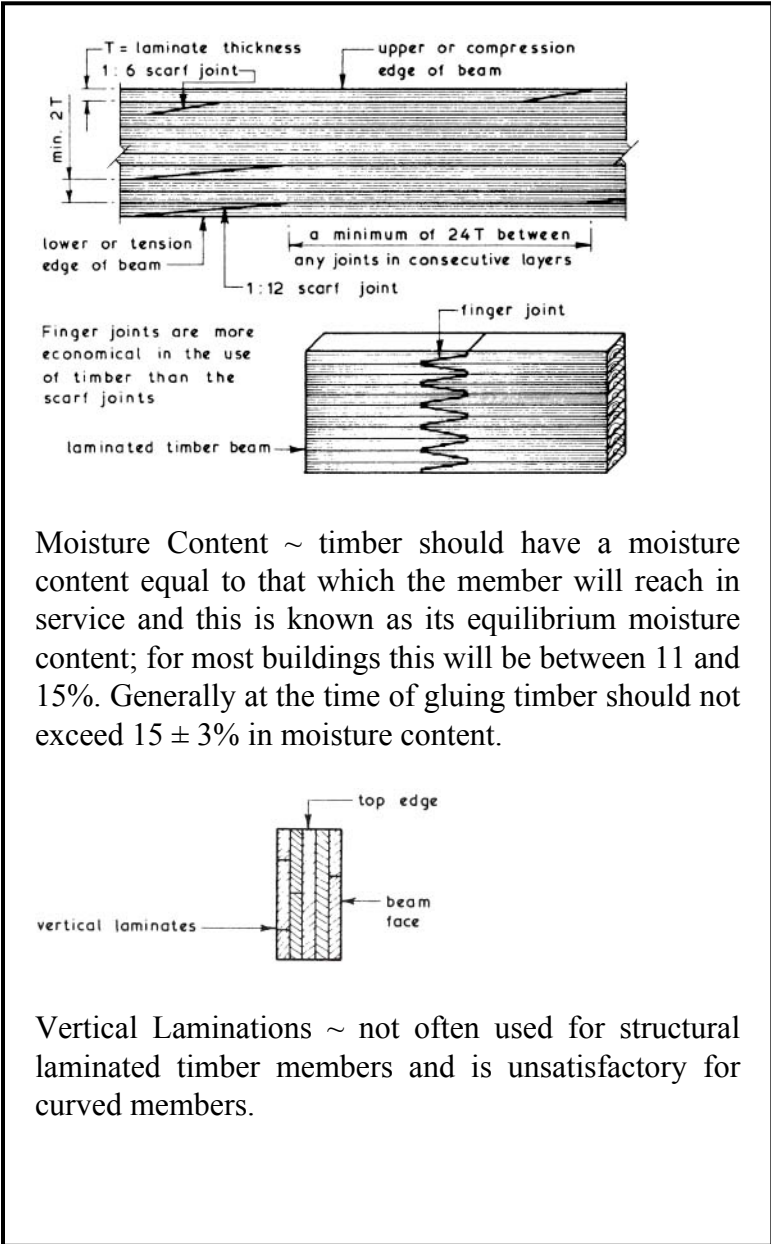 T = laminate thickness
1 : 6 scarf joint
upper or compression
edge of beam
min. 2T
lower or tension
edge of beam
a minimum of 24T between
any joints in consecutive layers
1 : 12 scarf joint
finger joint
Finger joints are more
economical in the use
of timber than the
scarf joints
laminated timber beam
Moisture Content ~ timber should have a moisture
content equal to that which the member will reach in
service and this is known as its equilibrium moisture
content; for most buildings this will be between 11 and
15%. Generally at the time of gluing timber should not
exceed 15 ± 3% in moisture content.
top edge
vertical laminates
beam
face
Vertical Laminations ~ not often used for structural
laminated timber members and is unsatisfactory for
curved members.